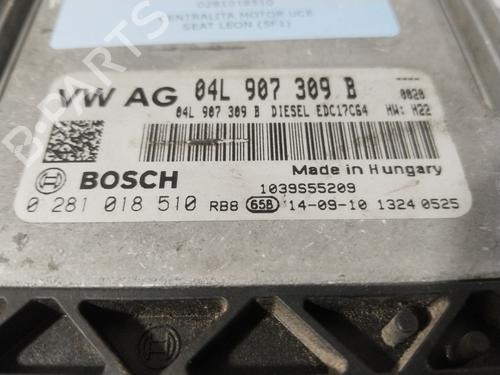 0281018510
CENTRALITA MOTOR UCE
SEAT LEON (5F1)
VW AG 04L 907 309 B ----
04L 907 309 B DIESEL EDC17C64 0020
HW: H22
Made in Hungary
BOSCH 1039S55209
0 281 018 510 RB8 65B 14-09-10 1324 0525
B-PARTS